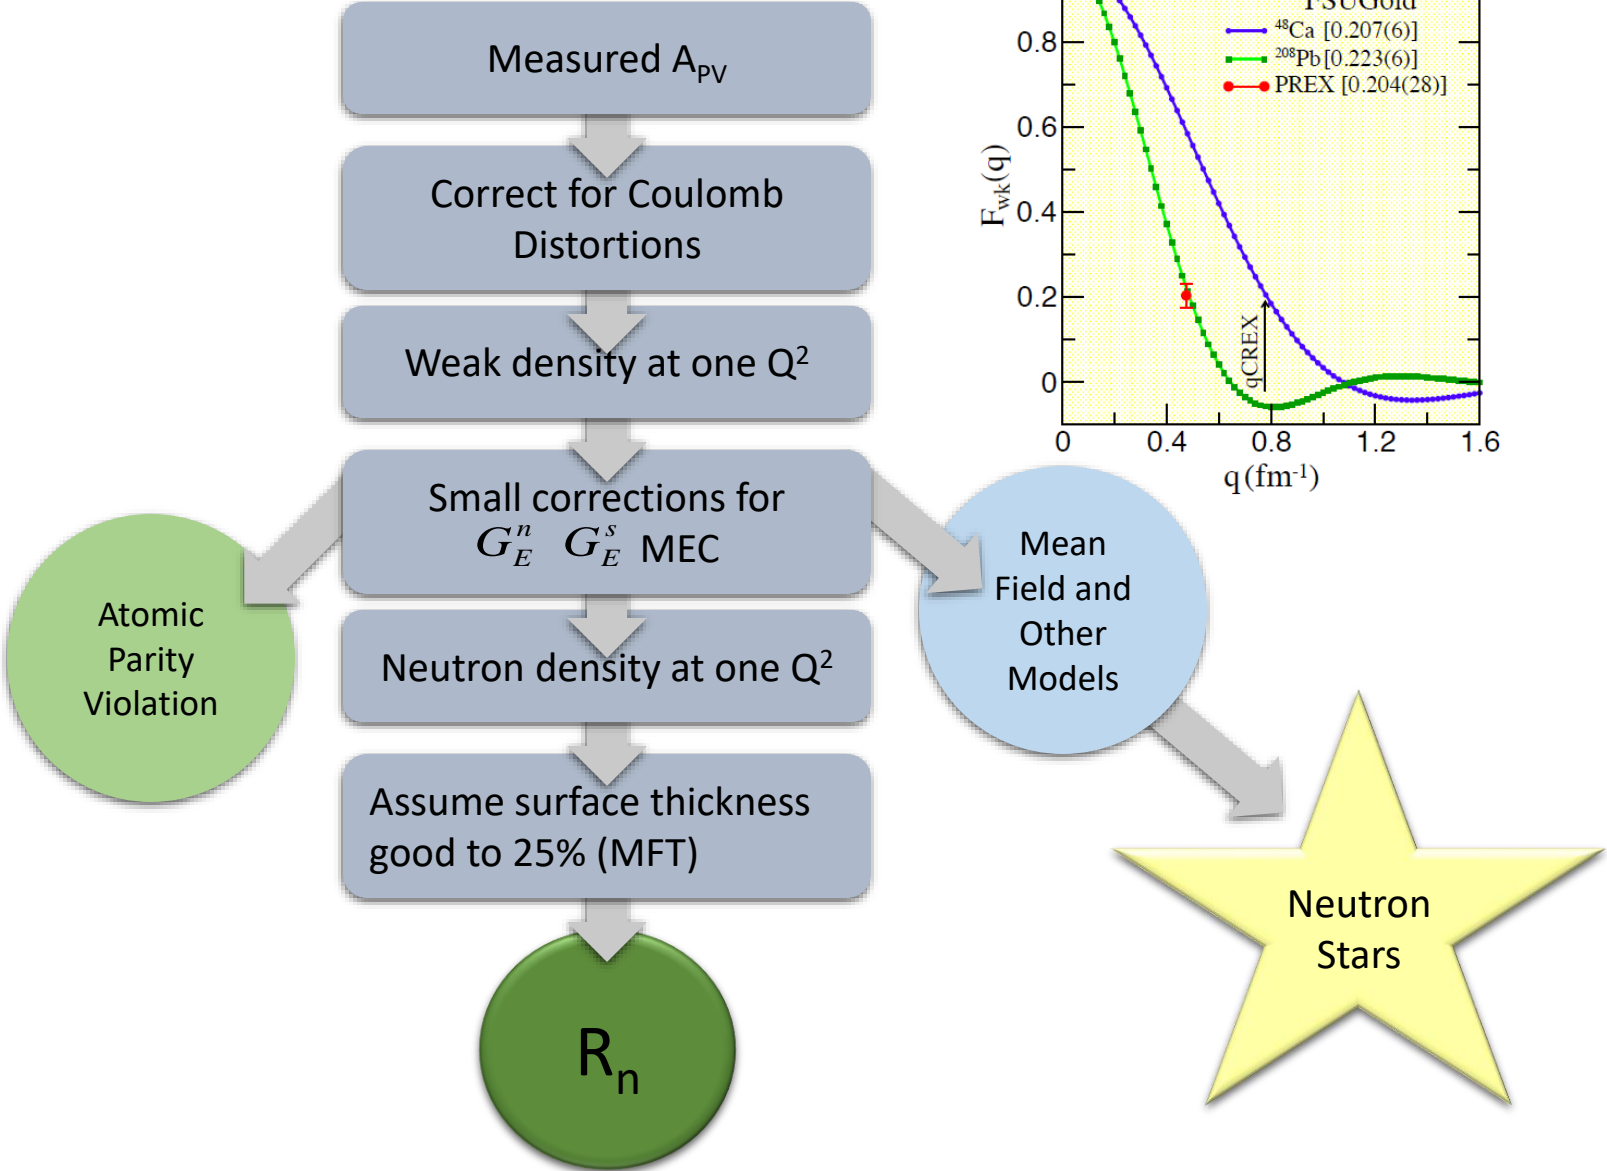 Measured A_PV
Correct for Coulomb
Distortions
Weak density at one Q²
Small corrections for
G_E^n G_E^s MEC
Neutron density at one Q²
Assume surface thickness
good to 25% (MFT)
R_n
Atomic
Parity
Violation
Mean
Field and
Other
Models
Neutron
Stars
FSUGold
⁴⁸Ca [0.207(6)]
²⁰⁸Pb [0.223(6)]
PREX [0.204(28)]
F_wk(q)
0.8
0.6
0.4
0.2
0
qCREX
0 0.4 0.8 1.2 1.6
q (fm⁻¹)